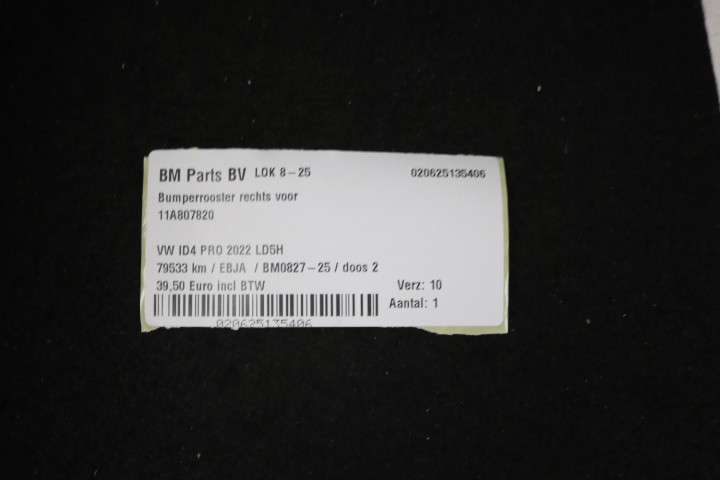 BM Parts BV LOK 8-25 020625135406
Bumperrooster rechts voor
11A807820
VW ID4 PRO 2022 LD5H
79533 km / EBJA / BM0827-25 / doos 2
39,50 Euro incl BTW Verz: 10
Aantal: 1
020625135406